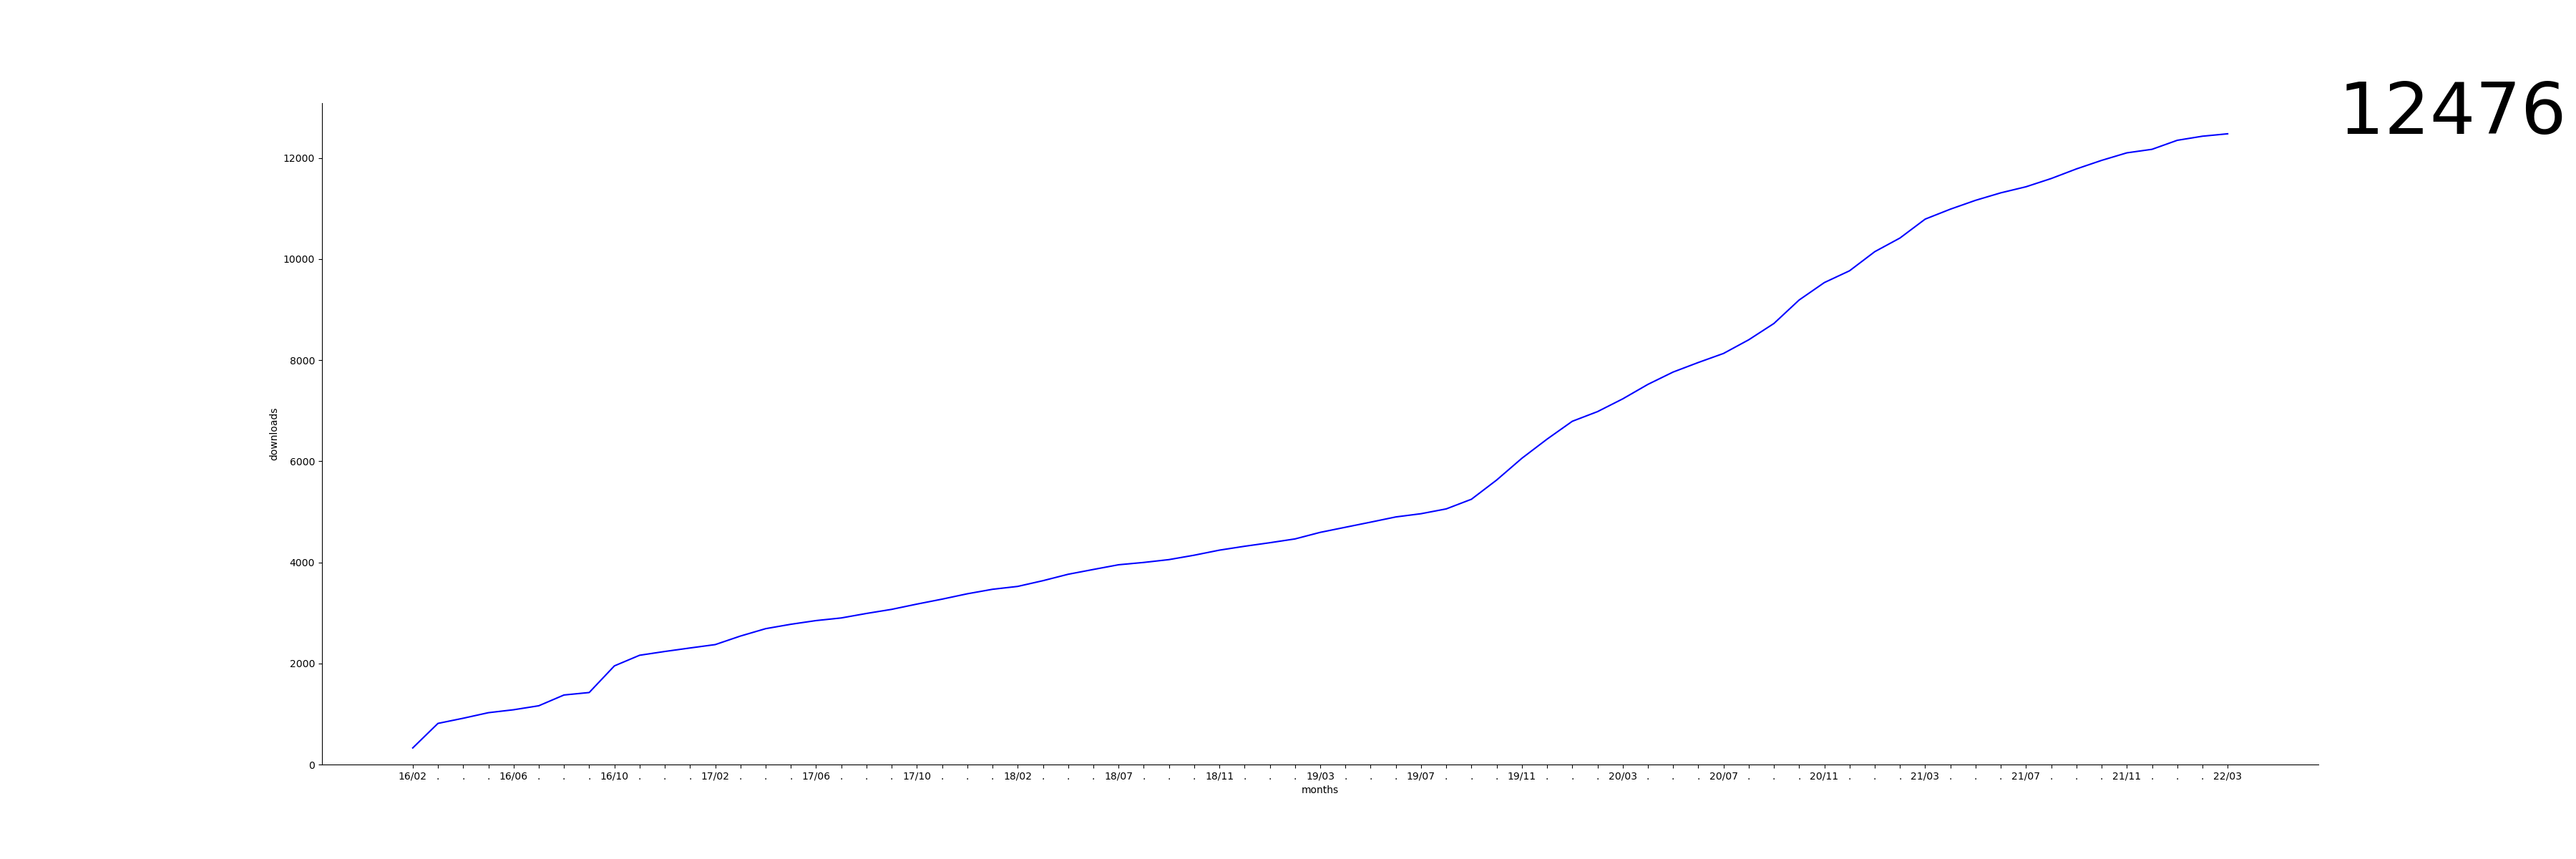 12476
12000
10000
8000
6000
4000
2000
0
downloads
16/02 . . . 16/06 . . . 16/10 . . . 17/02 . . . 17/06 . . . 17/10 . . . 18/02 . . . 18/07 . . . 18/11 . . . 19/03 . . . 19/07 . . . 19/11 . . . 20/03 . . . 20/07 . . . 20/11 . . . 21/03 . . . 21/07 . . . 21/11 . . . 22/03
months